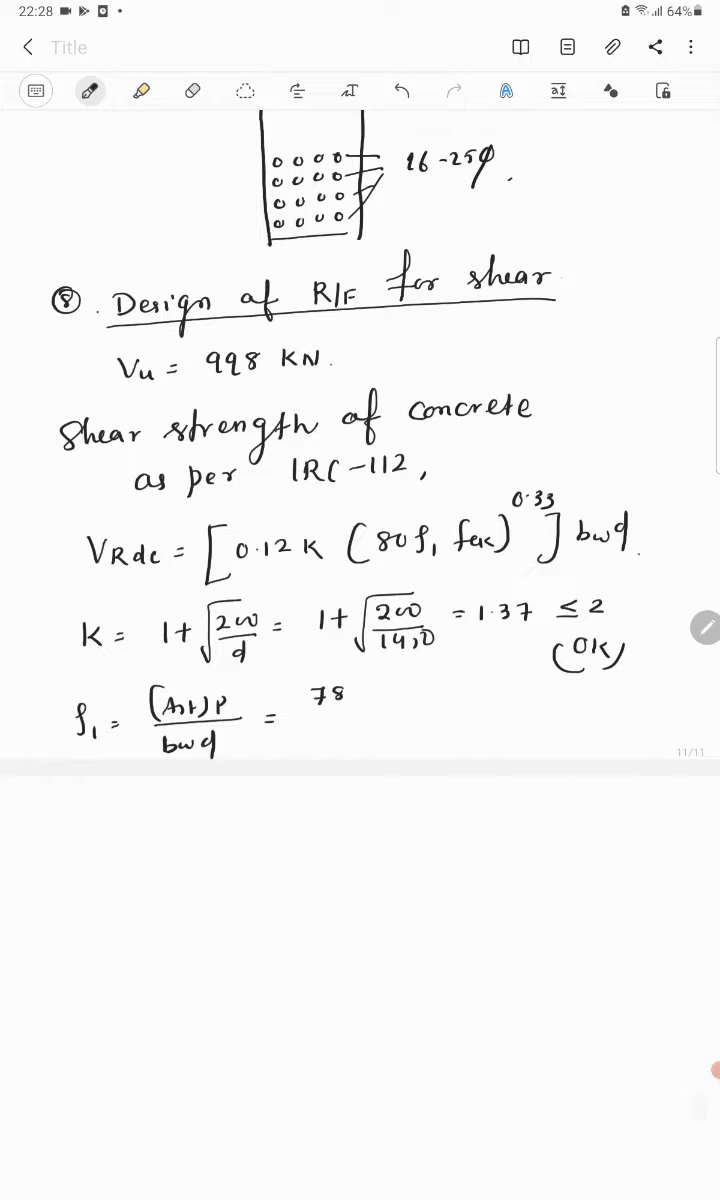 22:28 64%
Title
16-25φ.
⑧. Design of R/F for shear
Vu = 998 KN.
Shear strength of concrete
as per IRC-112,
VRdc = [0.12K (80ρ1 fck)^0.33] bwd.
K = 1+√(200/d) = 1+√(200/1410) = 1.37 ≤ 2
(OK)
ρ1 = (Ast)P/bwd = 78
11/11